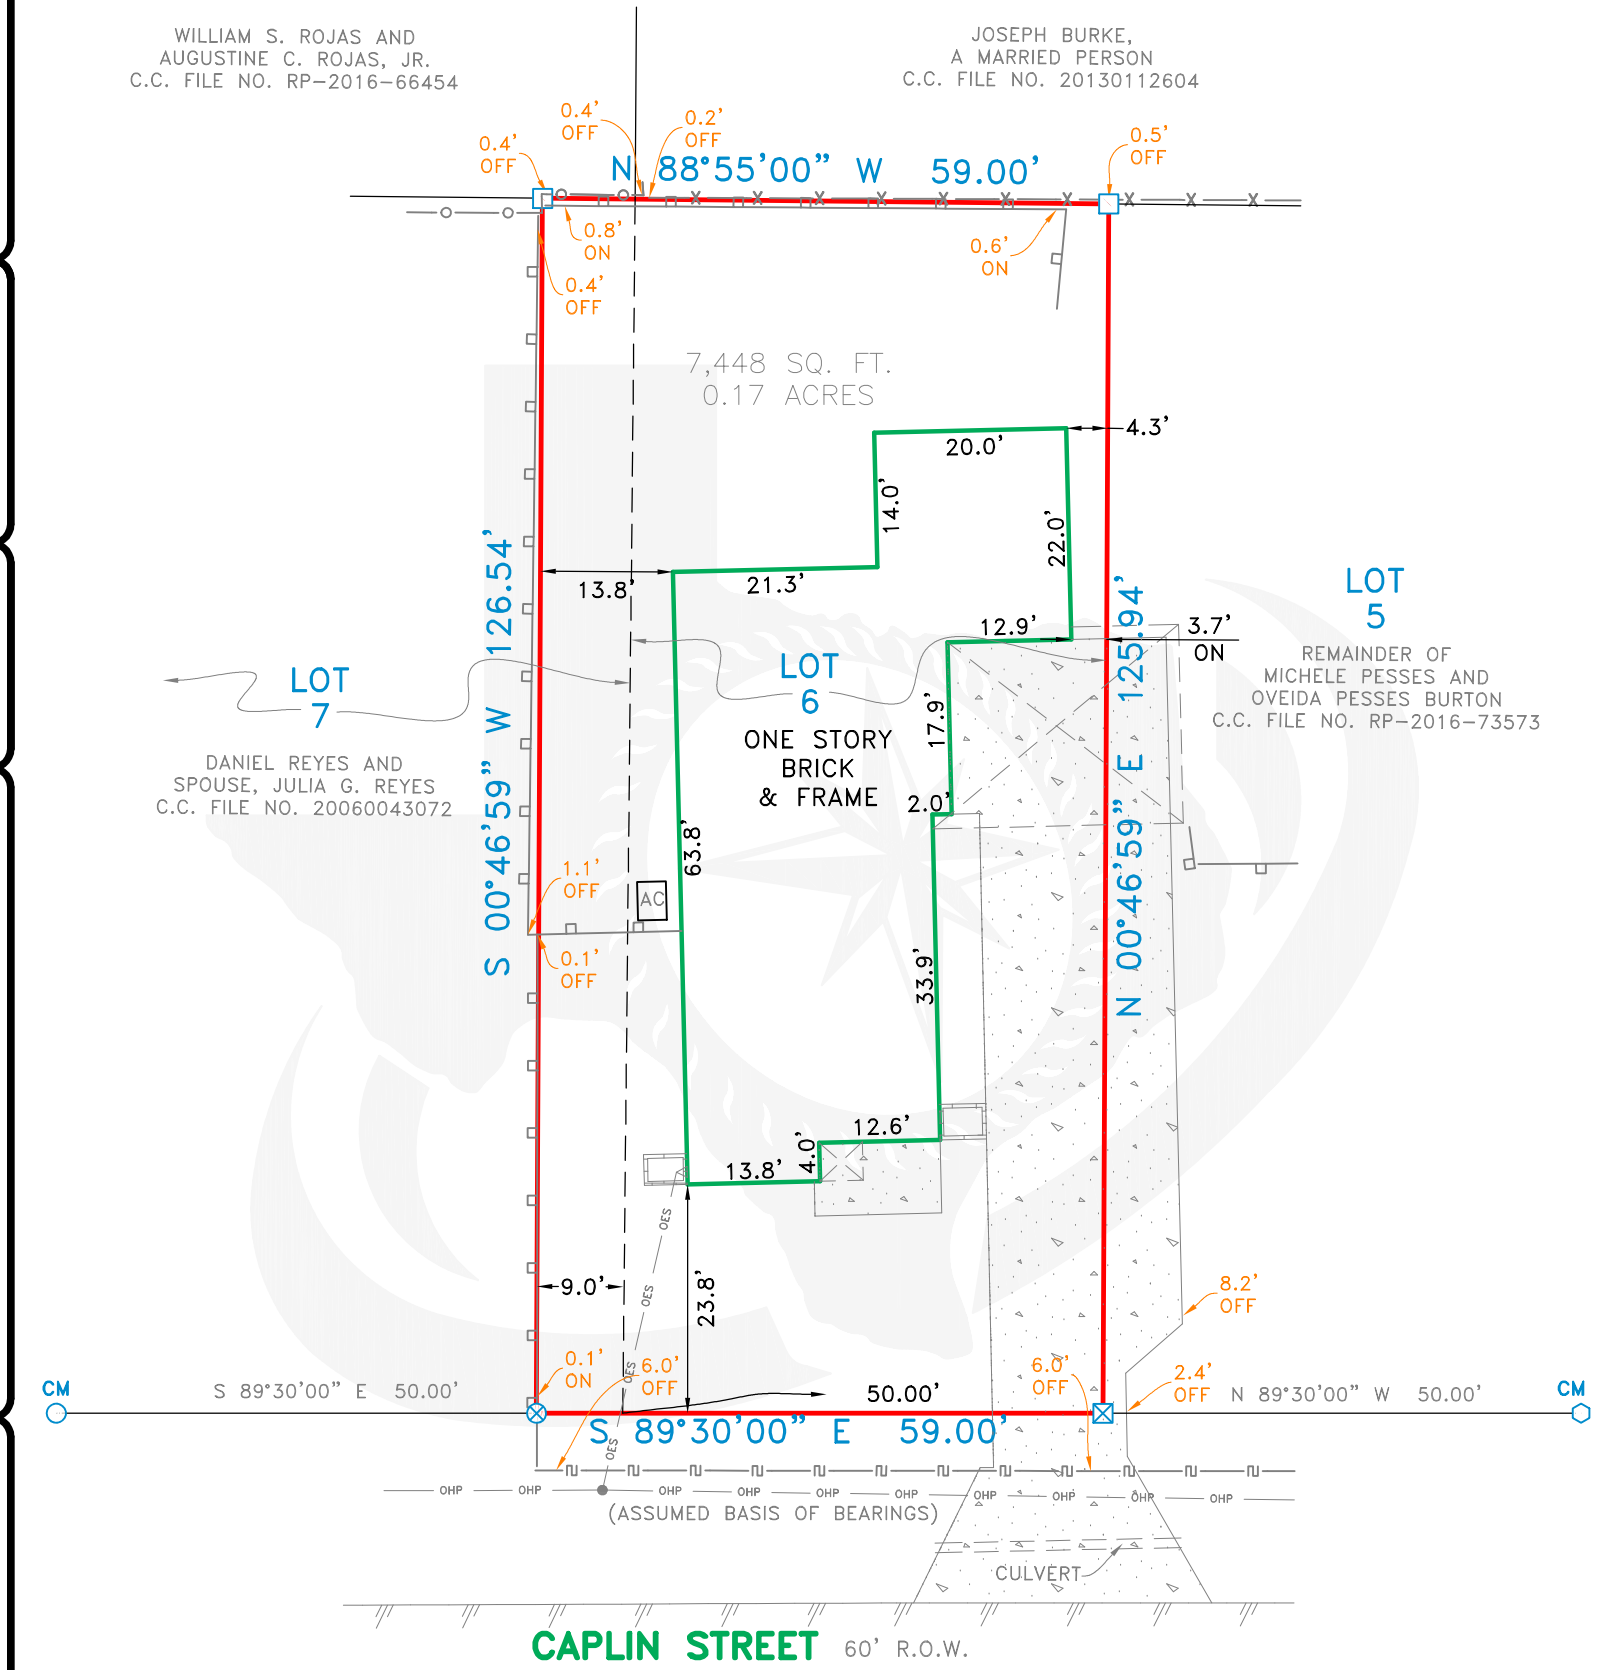 WILLIAM S. ROJAS AND
AUGUSTINE C. ROJAS, JR.
C.C. FILE NO. RP-2016-66454
JOSEPH BURKE,
A MARRIED PERSON
C.C. FILE NO. 20130112604
0.4'
OFF
0.4'
OFF
0.2'
OFF
0.5'
OFF
N 88°55'00" W 59.00'
0.8'
ON
0.6'
ON
0.4'
OFF
7,448 SQ. FT.
0.17 ACRES
4.3'
20.0'
14.0'
22.0'
S 00°46'59" W 126.54'
13.8'
21.3'
N 00°46'59" E 125.94'
LOT
5
12.9'
3.7'
ON
REMAINDER OF
MICHELE PESSES AND
OVEIDA PESSES BURTON
C.C. FILE NO. RP-2016-73573
LOT
7
LOT
6
17.9'
ONE STORY
BRICK
& FRAME
DANIEL REYES AND
SPOUSE, JULIA G. REYES
C.C. FILE NO. 20060043072
2.0'
63.8'
1.1'
OFF
AC
0.1'
OFF
33.9'
12.6'
4.0'
13.8'
OES
9.0'
OES
23.8'
8.2'
OFF
0.1'
ON
OES
6.0'
OFF
6.0'
OFF
2.4'
OFF
CM
S 89°30'00" E 50.00'
50.00'
N 89°30'00" W 50.00'
CM
S 89°30'00" E 59.00'
OES
OHP OHP OHP OHP OHP OHP OHP OHP OHP OHP
(ASSUMED BASIS OF BEARINGS)
CULVERT
CAPLIN STREET 60' R.O.W.